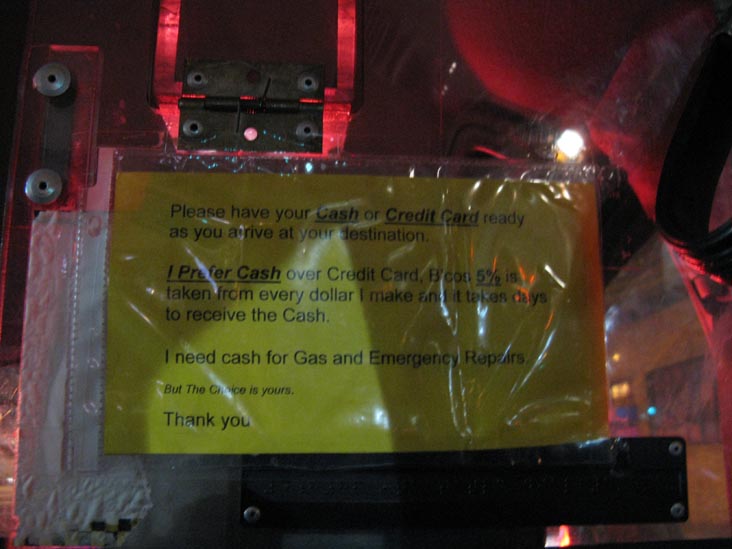 Please have your Cash or Credit Card ready
as you arrive at your destination.
I Prefer Cash over Credit Card, B'cos 5% is
taken from every dollar I make and it takes days
to receive the Cash.
I need cash for Gas and Emergency Repairs.
But The Choice is yours.
Thank you